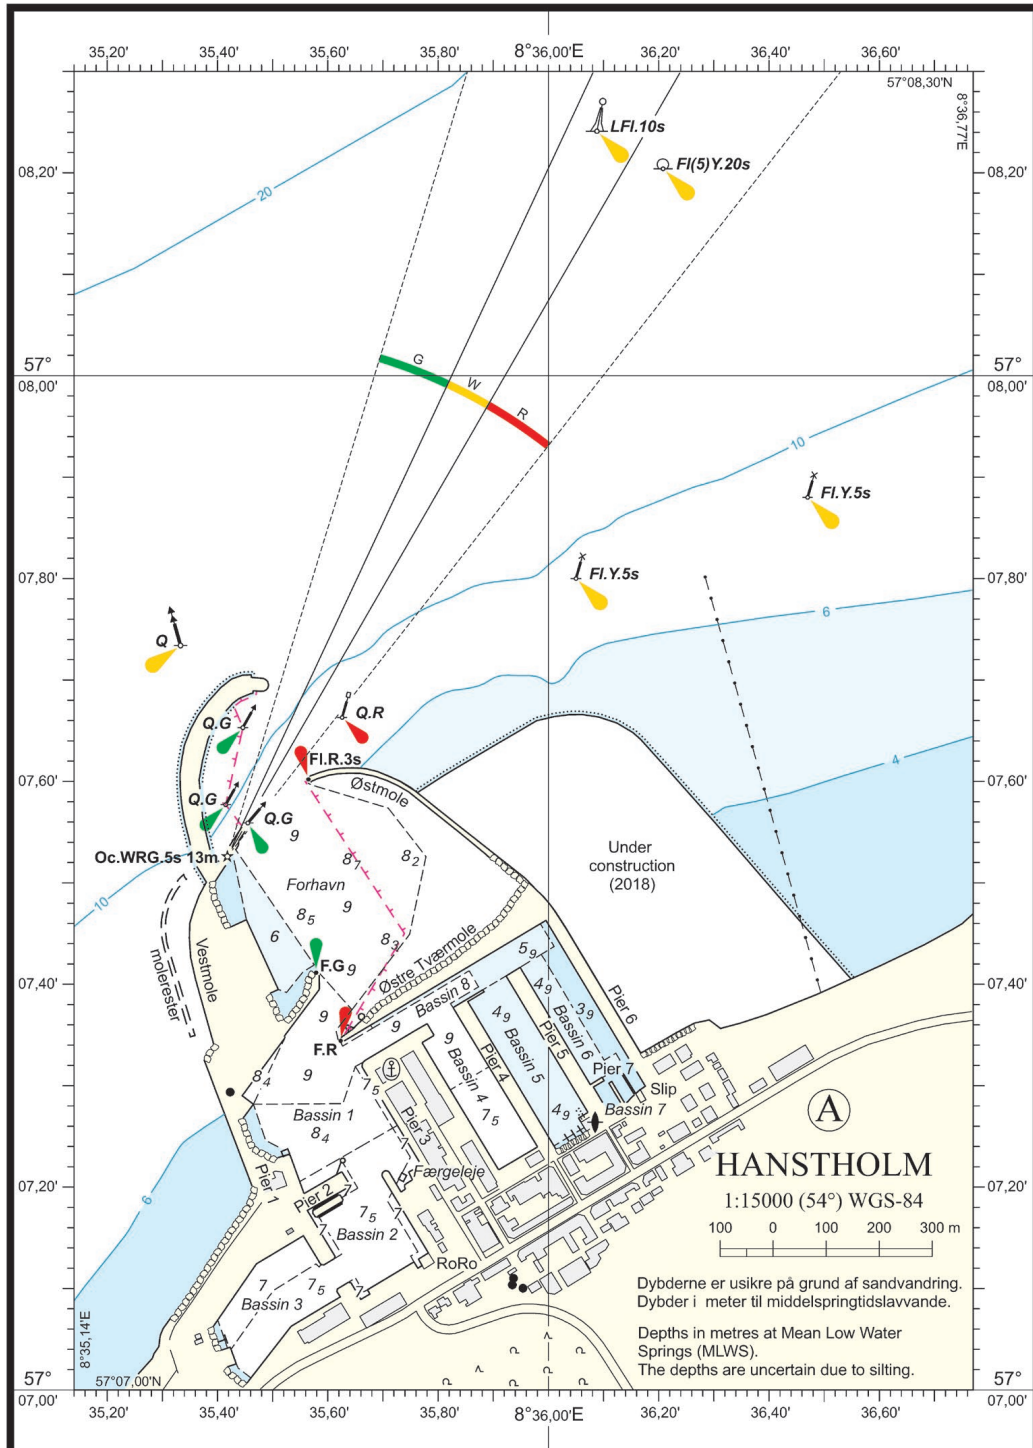 35,20' 35,40' 35,60' 35,80' 8°36,00'E 36,20' 36,40' 36,60'
57°08,30'N
8°36,77'E
LFl.10s
Fl(5)Y.20s
08,20' 08,20'
20
G
W
R
57° 57°
08,00' 08,00'
10
Fl.Y.5s
Fl.Y.5s
07,80' 07,80'
6
Q
Q.G
Q.R
Fl.R.3s
4
07,60' 07,60'
Østmole
Q.G
Q.G
9
Oc.WRG.5s 13m
87
82
Under
construction
(2018)
Forhavn
9
85
10
6
83
Vestmole
molerester
F.G
9
Østre Tværmole
59
07,40' 07,40'
Pier 6
Bassin 8
49
39
9
9
9
49
F.R
Bassin 4
Pier 4
Bassin 5
Pier 5
Bassin 6
Pier 7
Slip
84
9
75
Bassin 1
84
Pier 3
75
49
Bassin 7
A
Færgeleje
HANSTHOLM
07,20' 07,20'
1:15000 (54°) WGS-84
6
Pier 1
Pier 2
7
75
7
Bassin 2
100 0 100 200 300 m
RoRo
7
75
7
Bassin 3
Dybderne er usikre på grund af sandvandring.
Dybder i meter til middelspringtidslavvande.
Depths in metres at Mean Low Water
Springs (MLWS).
The depths are uncertain due to silting.
8°35,14'E
57°07,00'N
57° 57°
07,00' 07,00'
35,20' 35,40' 35,60' 35,80' 8°36,00'E 36,20' 36,40' 36,60'